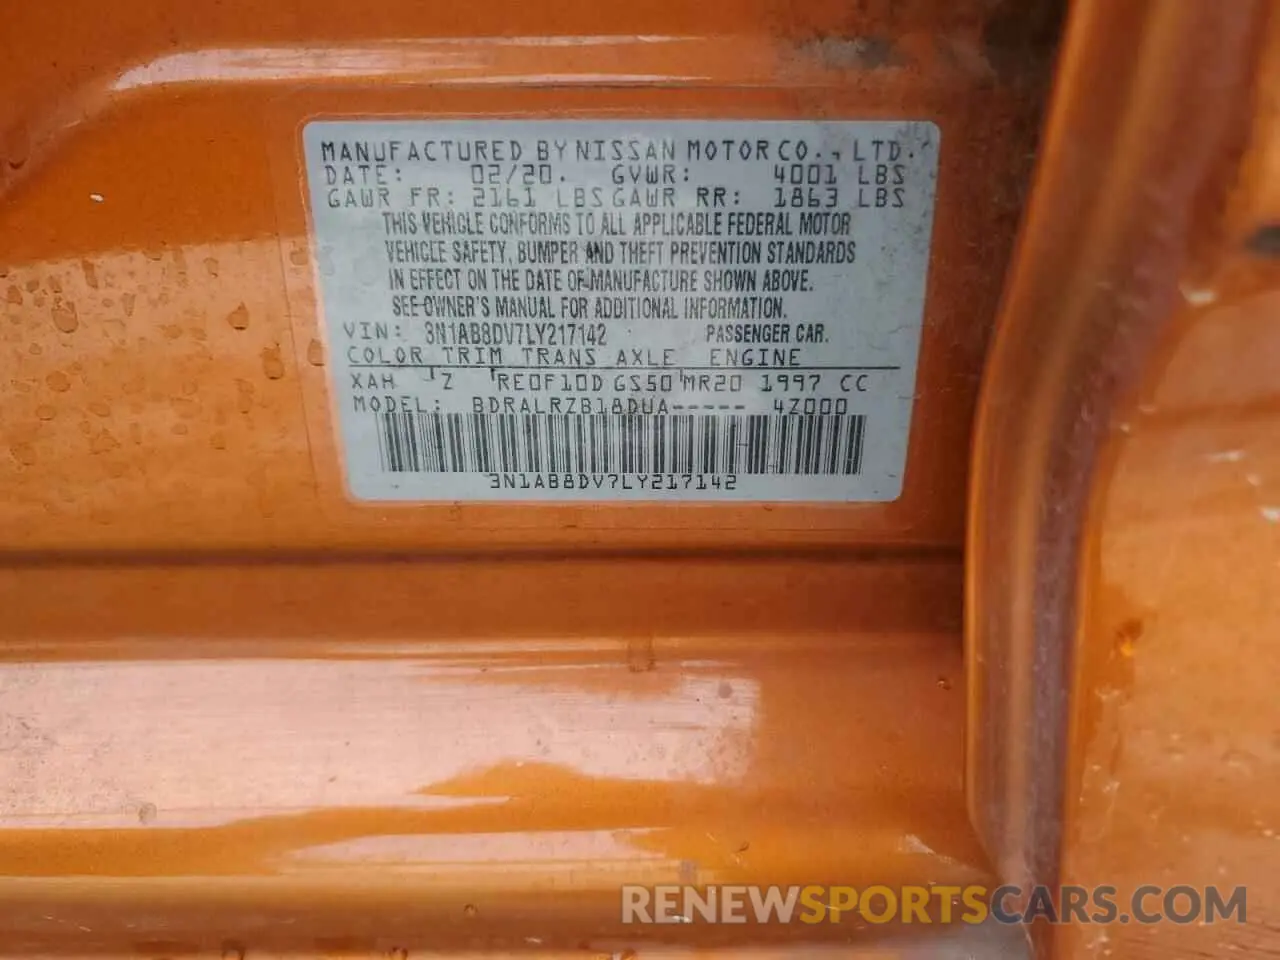 MANUFACTURED BY NISSAN MOTOR CO., LTD.
DATE: 02/20. GVWR: 4001 LBS
GAWR FR: 2161 LBS GAWR RR: 1863 LBS
THIS VEHICLE CONFORMS TO ALL APPLICABLE FEDERAL MOTOR
VEHICLE SAFETY, BUMPER AND THEFT PREVENTION STANDARDS
IN EFFECT ON THE DATE OF MANUFACTURE SHOWN ABOVE.
SEE OWNER'S MANUAL FOR ADDITIONAL INFORMATION.
VIN: 3N1AB8DV7LY217142 PASSENGER CAR.
COLOR TRIM TRANS AXLE ENGINE
XAH Z RE0F10D GS50 MR20 1997 CC
MODEL: BDRALRZB18DUA----- 4Z000
3N1AB8DV7LY217142
RENEWSPORTSCARS.COM